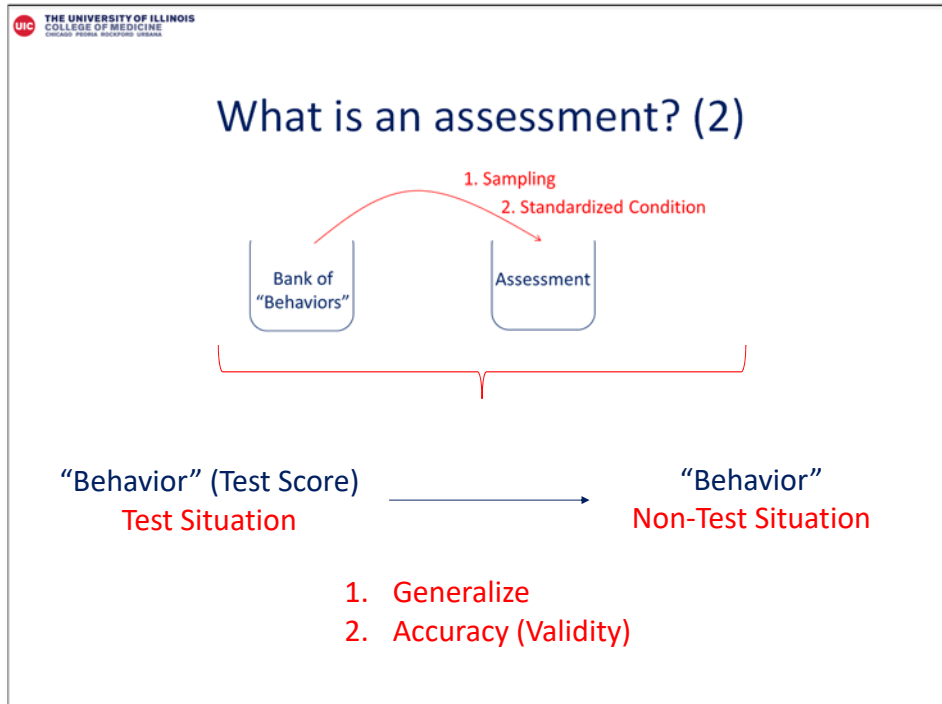 UIC
THE UNIVERSITY OF ILLINOIS
COLLEGE OF MEDICINE
CHICAGO PEORIA ROCKFORD URBANA
What is an assessment? (2)
1. Sampling
2. Standardized Condition
Bank of
“Behaviors”
Assessment
“Behavior” (Test Score)
Test Situation
“Behavior”
Non-Test Situation
1. Generalize
2. Accuracy (Validity)